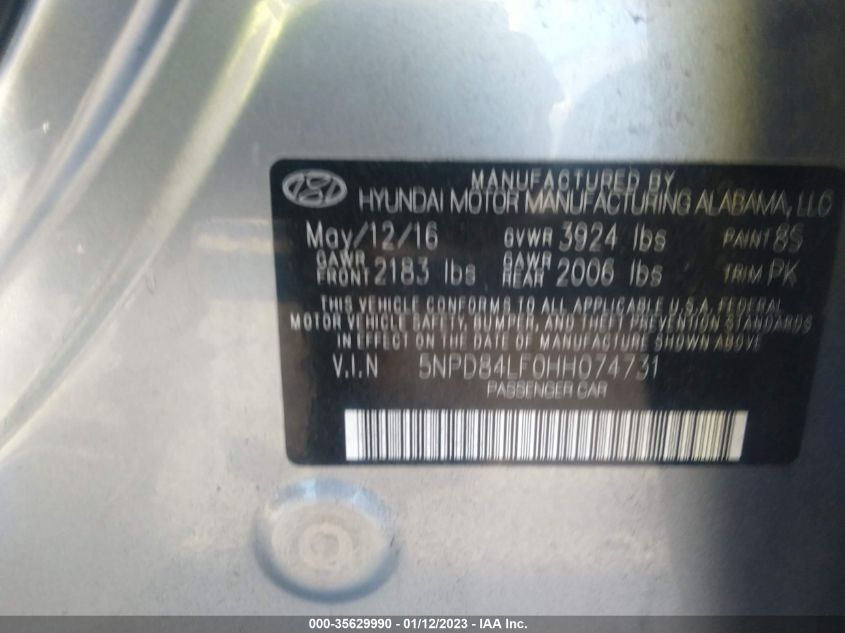 MANUFACTURED BY
HYUNDAI MOTOR MANUFACTURING ALABAMA, LLC
May/12/16 GVWR 3924 lbs PAINT 8S
GAWR FRONT 2183 lbs GAWR REAR 2006 lbs TRIM PK
THIS VEHICLE CONFORMS TO ALL APPLICABLE U.S.A. FEDERAL
MOTOR VEHICLE SAFETY, BUMPER, AND THEFT PREVENTION STANDARDS
IN EFFECT ON THE DATE OF MANUFACTURE SHOWN ABOVE
V.I.N 5NPD84LF0HH074731
PASSENGER CAR
000-35629990 - 01/12/2023 - IAA Inc.